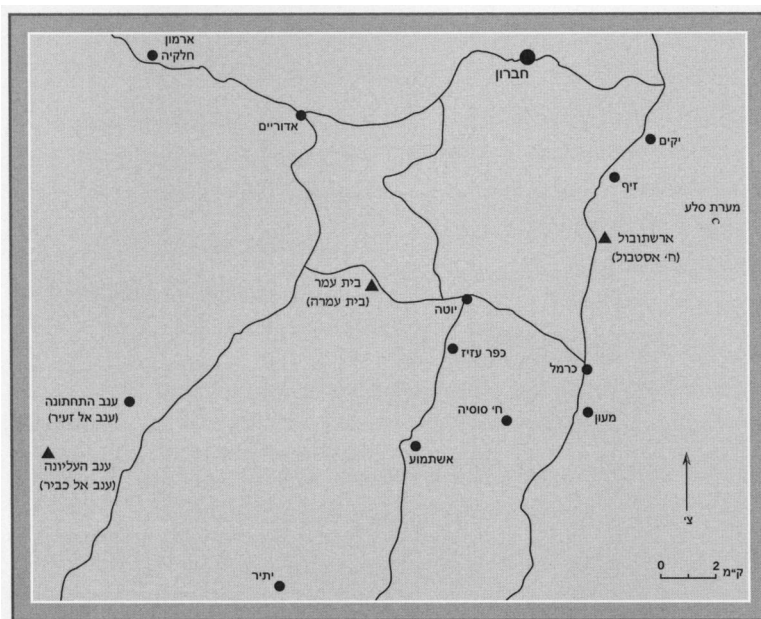 ארמון
חלקיה
חברון
אדוריים
יקים
זיף
מערת סלע
ארשתובול
(ח׳ אסטבול)
בית עמר
(בית עמרה)
יוטה
כפר עזיז
כרמל
ענב התחתונה
(ענב אל זעיר)
חי סוסיה
מעון
אשתמוע
ענב העליונה
(ענב אל כביר)
צ׳
יתיר
0 2 ק״מ